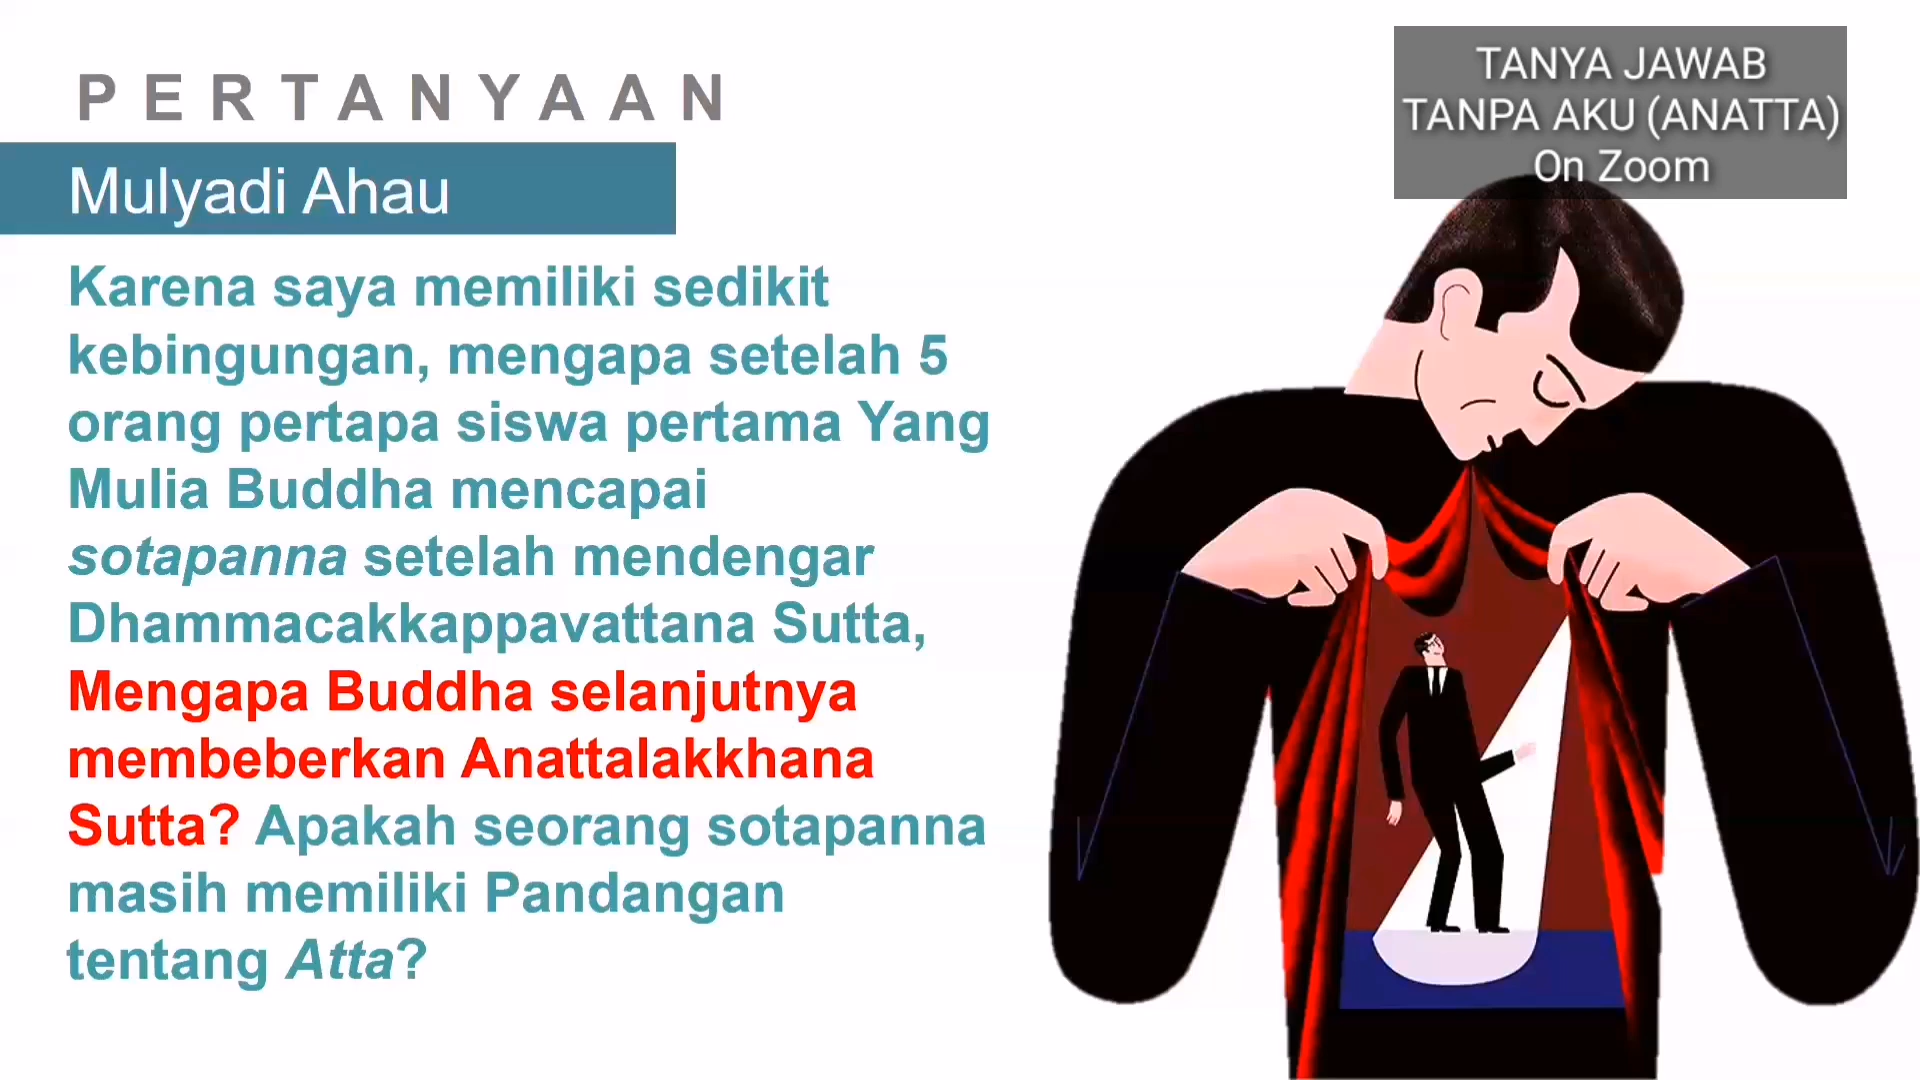 PERTANYAAN
Mulyadi Ahau
Karena saya memiliki sedikit
kebingungan, mengapa setelah 5
orang pertapa siswa pertama Yang
Mulia Buddha mencapai
sotapanna setelah mendengar
Dhammacakkappavattana Sutta,
Mengapa Buddha selanjutnya
membeberkan Anattalakkhana
Sutta? Apakah seorang sotapanna
masih memiliki Pandangan
tentang Atta?
TANYA JAWAB
TANPA AKU (ANATTA)
On Zoom